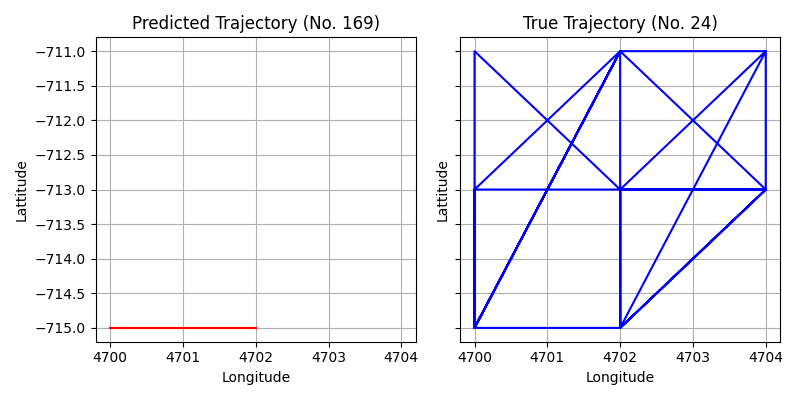 Predicted Trajectory (No. 169)
True Trajectory (No. 24)
Lattitude
−711.0
−711.5
−712.0
−712.5
−713.0
−713.5
−714.0
−714.5
−715.0
4700 4701 4702 4703 4704
Longitude
Lattitude
4700 4701 4702 4703 4704
Longitude